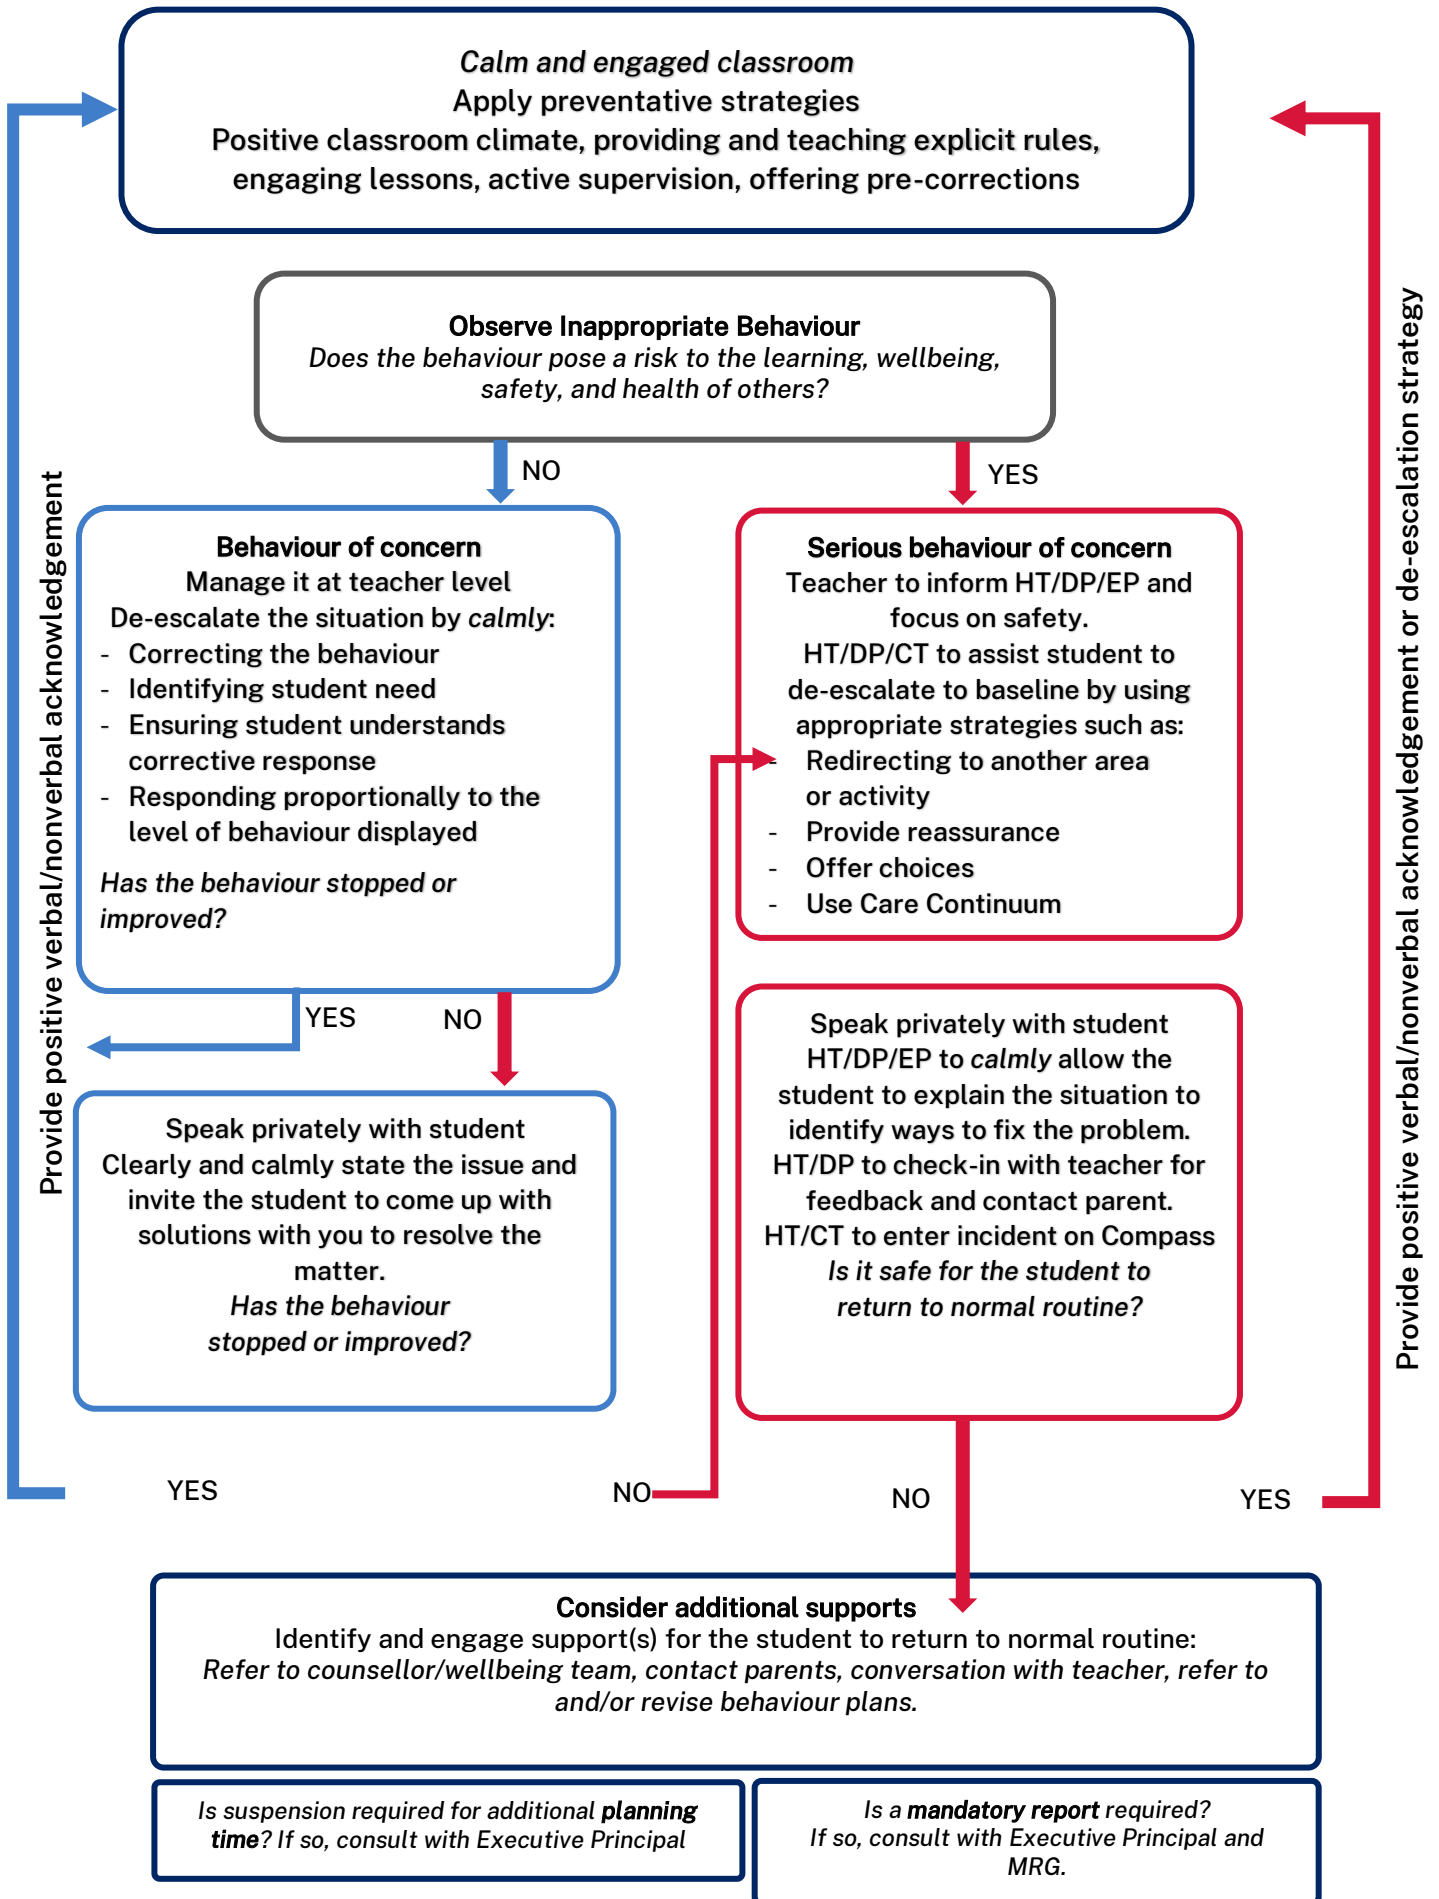 Calm and engaged classroom
Apply preventative strategies
Positive classroom climate, providing and teaching explicit rules,
engaging lessons, active supervision, offering pre-corrections
Observe Inappropriate Behaviour
Does the behaviour pose a risk to the learning, wellbeing,
safety, and health of others?
NO
YES
Behaviour of concern
Manage it at teacher level
De-escalate the situation by calmly:
- Correcting the behaviour
- Identifying student need
- Ensuring student understands
corrective response
- Responding proportionally to the
level of behaviour displayed
Has the behaviour stopped or
improved?
Serious behaviour of concern
Teacher to inform HT/DP/EP and
focus on safety.
HT/DP/CT to assist student to
de-escalate to baseline by using
appropriate strategies such as:
- Redirecting to another area
or activity
- Provide reassurance
- Offer choices
- Use Care Continuum
YES
NO
Speak privately with student
Clearly and calmly state the issue and
invite the student to come up with
solutions with you to resolve the
matter.
Has the behaviour
stopped or improved?
Speak privately with student
HT/DP/EP to calmly allow the
student to explain the situation to
identify ways to fix the problem.
HT/DP to check-in with teacher for
feedback and contact parent.
HT/CT to enter incident on Compass
Is it safe for the student to
return to normal routine?
YES
NO
NO
YES
Provide positive verbal/nonverbal acknowledgement
Provide positive verbal/nonverbal acknowledgement or de-escalation strategy
Consider additional supports
Identify and engage support(s) for the student to return to normal routine:
Refer to counsellor/wellbeing team, contact parents, conversation with teacher, refer to
and/or revise behaviour plans.
Is suspension required for additional planning
time? If so, consult with Executive Principal
Is a mandatory report required?
If so, consult with Executive Principal and
MRG.